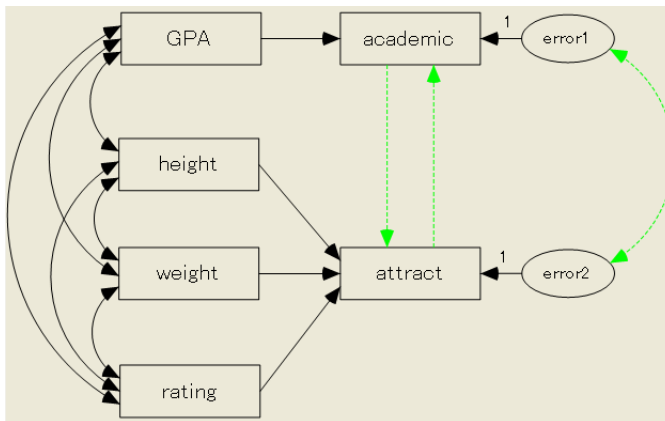 GPA
academic
1
error1
height
weight
attract
1
error2
rating